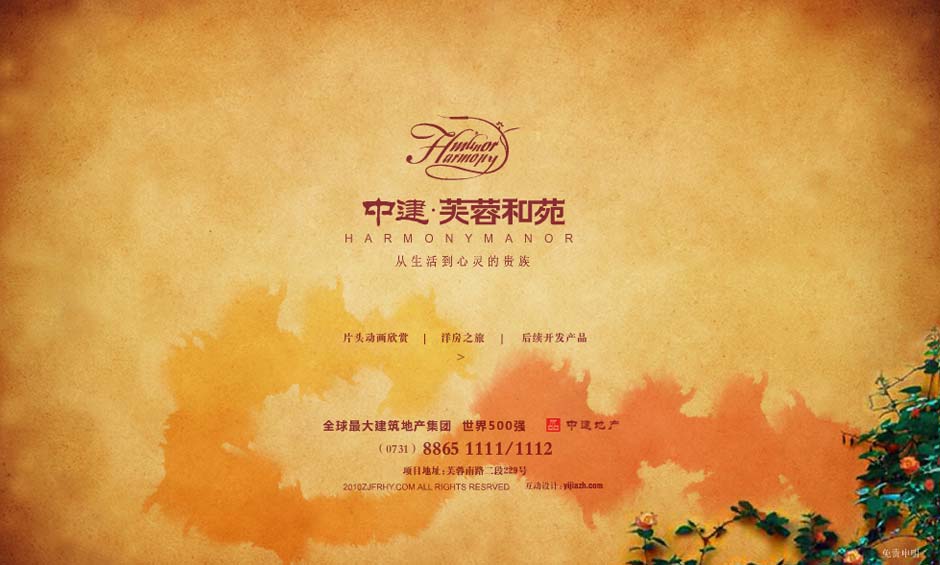 Harmony
中建·芙蓉和苑
HARMONYMANOR
从生活到心灵的贵族
片头动画欣赏 | 洋房之旅 | 后续开发产品
>
全球最大建筑地产集团 世界500强 中建地产
（0731）8865 1111/1112
项目地址：芙蓉南路二段229号
2010ZJFRHY.COM ALL RIGHTS RESRVED 互动设计：yijiazh.com
免责申明